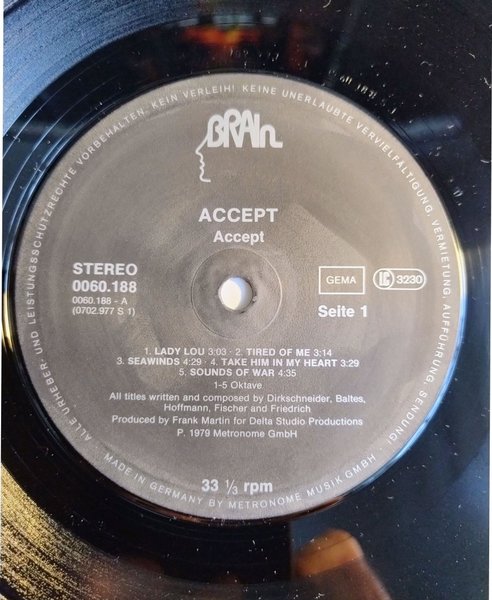 ALLE URHEBER- UND LEISTUNGSSCHUTZRECHTE VORBEHALTEN. KEIN VERLEIH! KEINE UNERLAUBTE VERVIELFÄLTIGUNG, VERMIETUNG, AUFFÜHRUNG, SENDUNG!
BRAIN
ACCEPT
Accept
STEREO
0060.188
0060.188 - A
(0702.977 S 1)
GEMA
LC 3230
Seite 1
1. LADY LOU 3:03 · 2. TIRED OF ME 3:14
3. SEAWINDS 4:29 · 4. TAKE HIM IN MY HEART 3:29
5. SOUNDS OF WAR 4:35
1-5 Oktave
All titles written and composed by Dirkschneider, Baltes,
Hoffmann, Fischer and Friedrich
Produced by Frank Martin for Delta Studio Productions
P. 1979 Metronome GmbH
33 1/3 rpm
MADE IN GERMANY BY METRONOME MUSIK GMBH ·